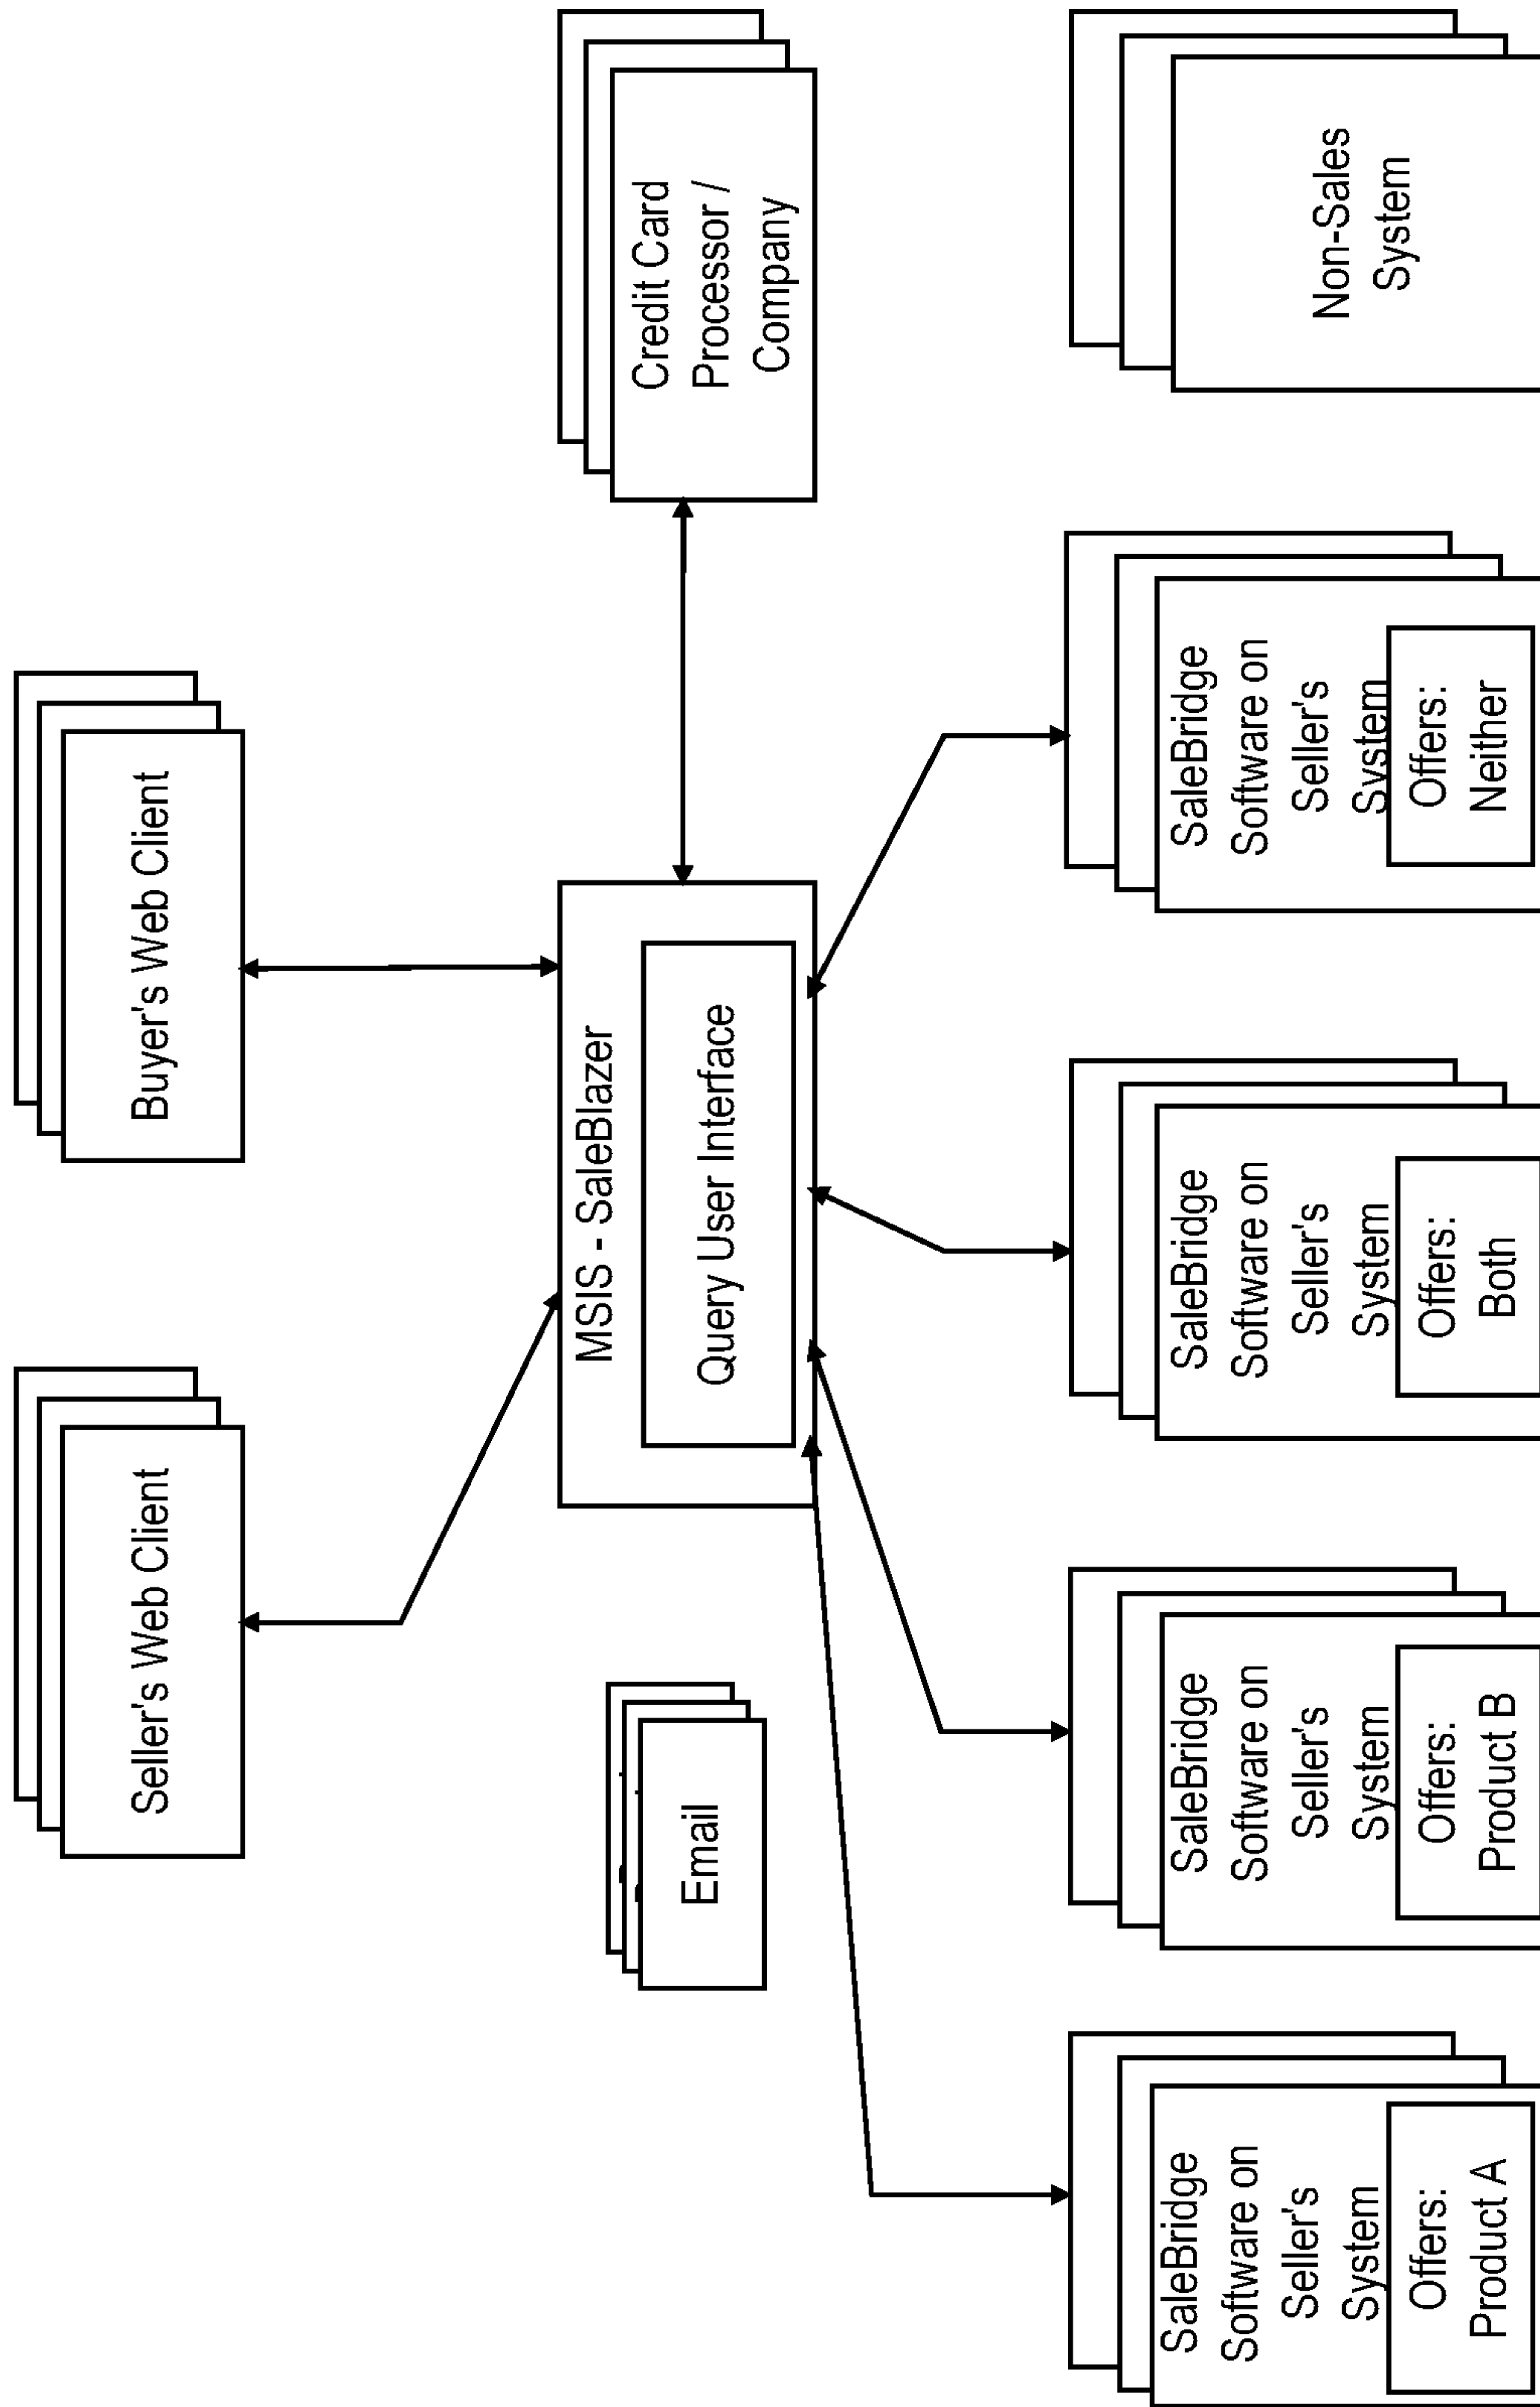 Seller's Web Client
Buyer's Web Client
MSIS - SaleBlazer
Query User Interface
Email
Credit Card
Processor /
Company
SaleBridge
Software on
Seller's
System
Offers:
Product A
SaleBridge
Software on
Seller's
System
Offers:
Product B
SaleBridge
Software on
Seller's
System
Offers:
Both
SaleBridge
Software on
Seller's
System
Offers:
Neither
Non-Sales
System